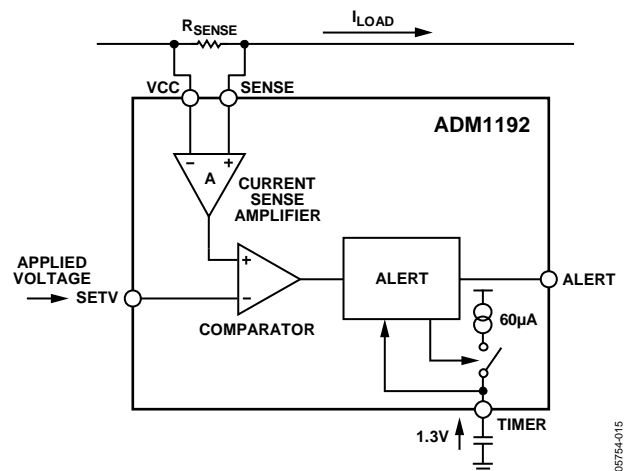 RSENSE
ILOAD
VCC
SENSE
ADM1192
−
+
A
CURRENT
SENSE
AMPLIFIER
APPLIED
VOLTAGE
SETV
+
−
COMPARATOR
ALERT
ALERT
60µA
TIMER
1.3V
05754-015